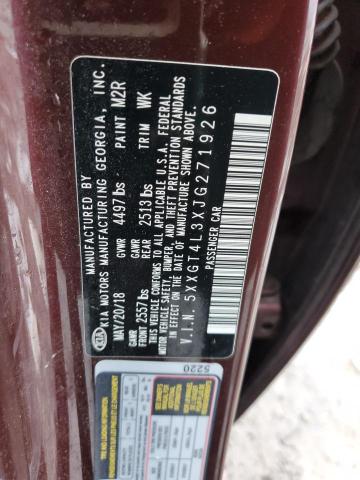 MANUFACTURED BY
KIA KIA MOTORS MANUFACTURING GEORGIA, INC.
MAY/20/18 GVWR 4497 lbs PAINT M2R
GAWR FRONT 2557 lbs GAWR REAR 2513 lbs TRIM WK
THIS VEHICLE CONFORMS TO ALL APPLICABLE U.S.A. FEDERAL
MOTOR VEHICLE SAFETY, BUMPER, AND THEFT PREVENTION STANDARDS
IN EFFECT ON THE DATE OF MANUFACTURE SHOWN ABOVE.
V.I.N. 5XXGT4L3XJG271926
PASSENGER CAR
5220